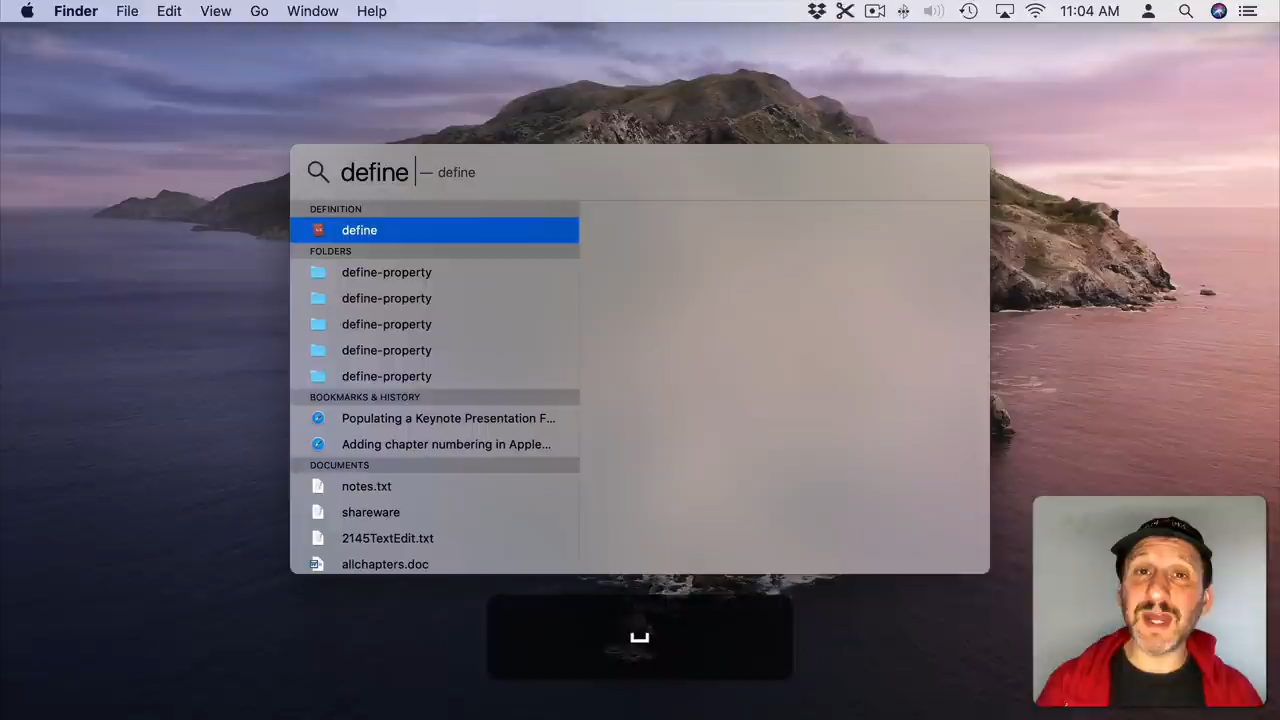 Finder File Edit View Go Window Help 11:04 AM
define — define
DEFINITION
define
FOLDERS
define-property
define-property
define-property
define-property
define-property
BOOKMARKS & HISTORY
Populating a Keynote Presentation F...
Adding chapter numbering in Apple...
DOCUMENTS
notes.txt
shareware
2145TextEdit.txt
allchapters.doc